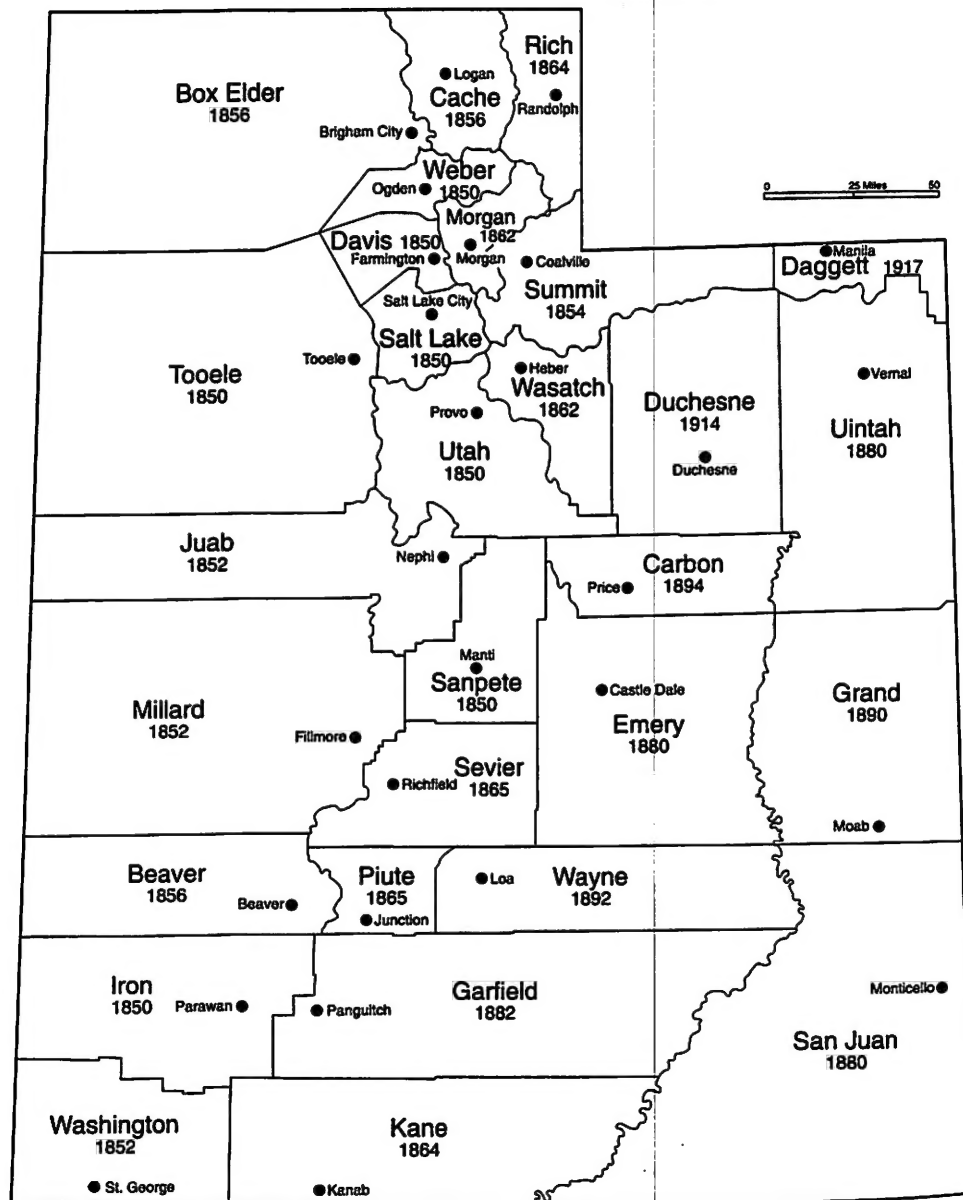 Rich
1864
Logan
Cache
1856
Randolph
Box Elder
1856
Brigham City
Weber
1850
Ogden
0 25 Miles 50
Morgan
1862
Morgan
Davis 1850
Farmington
Coalville
Manila
Daggett 1917
Summit
1854
Salt Lake City
Salt Lake
1850
Tooele
Tooele
1850
Heber
Wasatch
1862
Vernal
Provo
Utah
1850
Duchesne
1914
Duchesne
Uintah
1880
Juab
1852
Nephi
Carbon
1894
Price
Manti
Sanpete
1850
Castle Dale
Emery
1880
Grand
1890
Millard
1852
Fillmore
Sevier
1865
Richfield
Moab
Beaver
1856
Beaver
Piute
1865
Junction
Loa
Wayne
1892
Iron
1850
Parawan
Panguitch
Garfield
1882
Monticello
San Juan
1880
Washington
1852
St. George
Kane
1864
Kanab